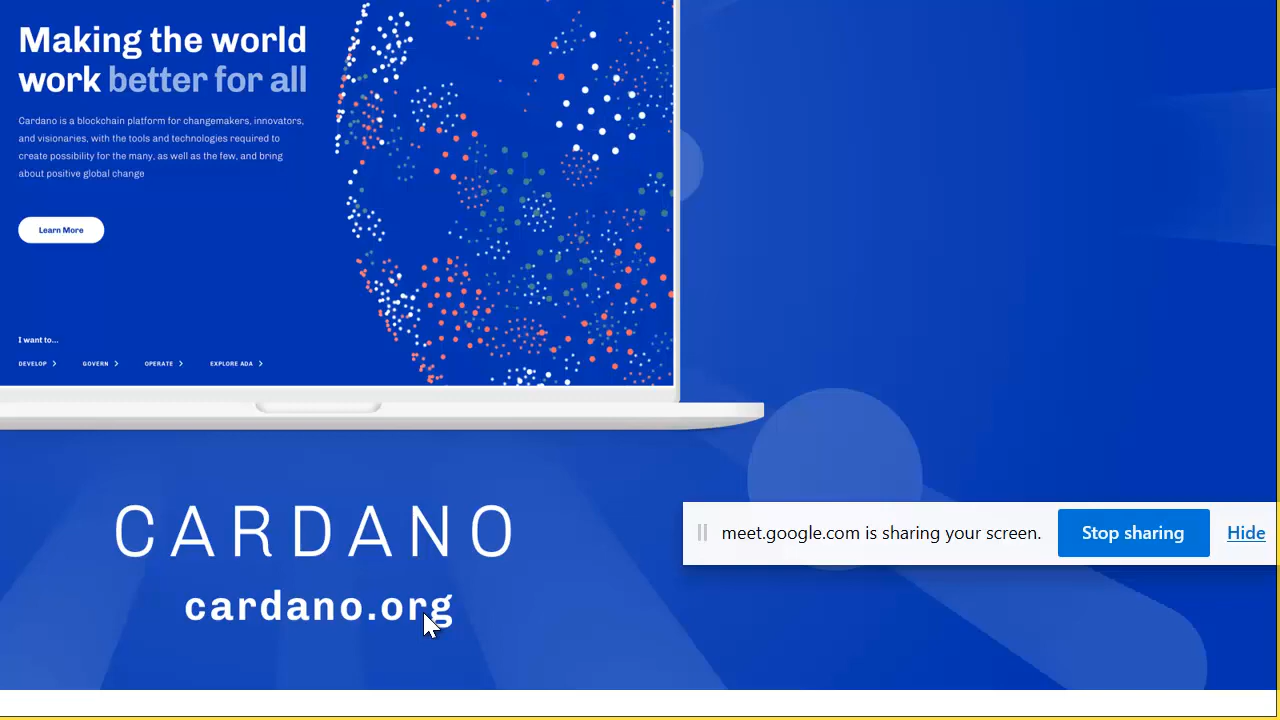 Making the world
work better for all
Cardano is a blockchain platform for changemakers, innovators,
and visionaries, with the tools and technologies required to
create possibility for the many, as well as the few, and bring
about positive global change
Learn More
I want to...
DEVELOP GOVERN OPERATE EXPLORE ADA
CARDANO
meet.google.com is sharing your screen. Stop sharing Hide
cardano.org